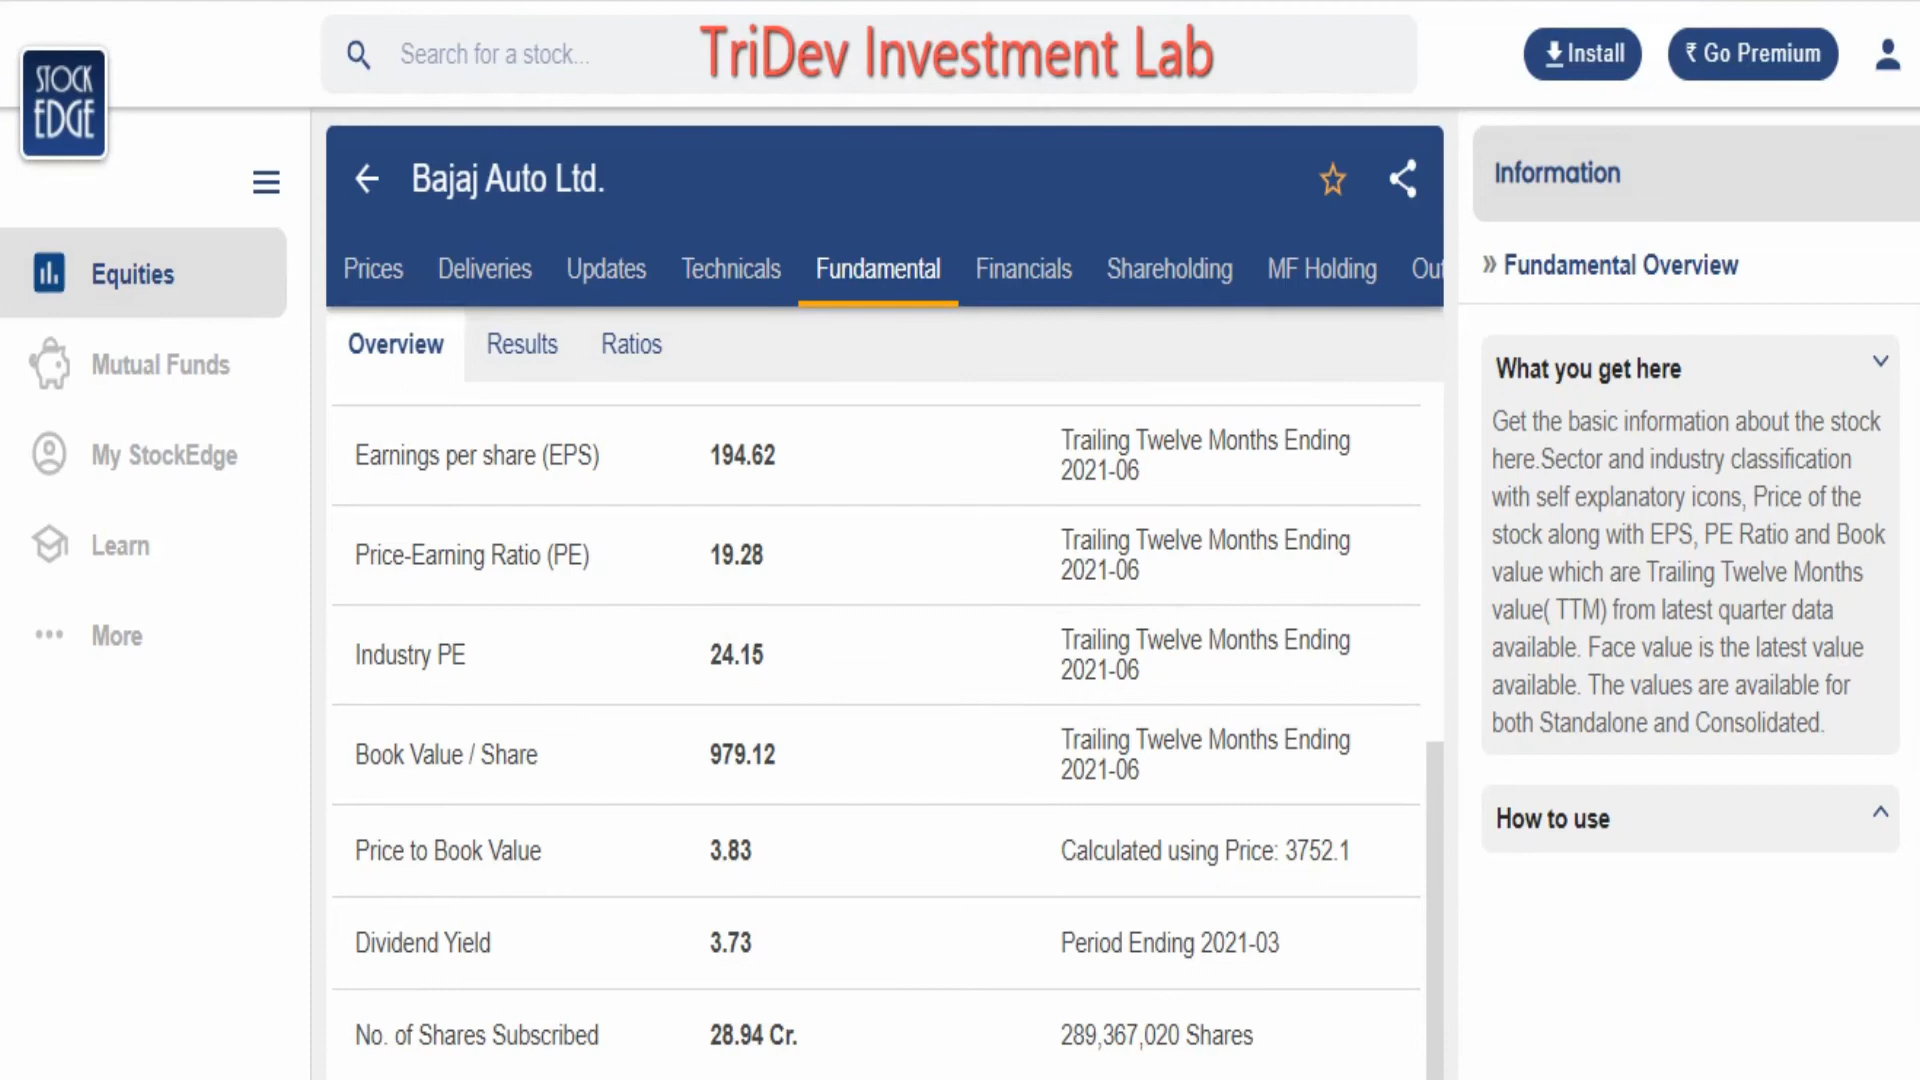 STOCK
EDGE
Search for a stock...
TriDev Investment Lab
Install
₹ Go Premium
Equities
Mutual Funds
My StockEdge
Learn
More
Bajaj Auto Ltd.
Prices Deliveries Updates Technicals Fundamental Financials Shareholding MF Holding Ou
Overview Results Ratios
Earnings per share (EPS) 194.62 Trailing Twelve Months Ending
2021-06
Price-Earning Ratio (PE) 19.28 Trailing Twelve Months Ending
2021-06
Industry PE 24.15 Trailing Twelve Months Ending
2021-06
Book Value / Share 979.12 Trailing Twelve Months Ending
2021-06
Price to Book Value 3.83 Calculated using Price: 3752.1
Dividend Yield 3.73 Period Ending 2021-03
No. of Shares Subscribed 28.94 Cr. 289,367,020 Shares
Information
» Fundamental Overview
What you get here
Get the basic information about the stock
here.Sector and industry classification
with self explanatory icons, Price of the
stock along with EPS, PE Ratio and Book
value which are Trailing Twelve Months
value( TTM) from latest quarter data
available. Face value is the latest value
available. The values are available for
both Standalone and Consolidated.
How to use